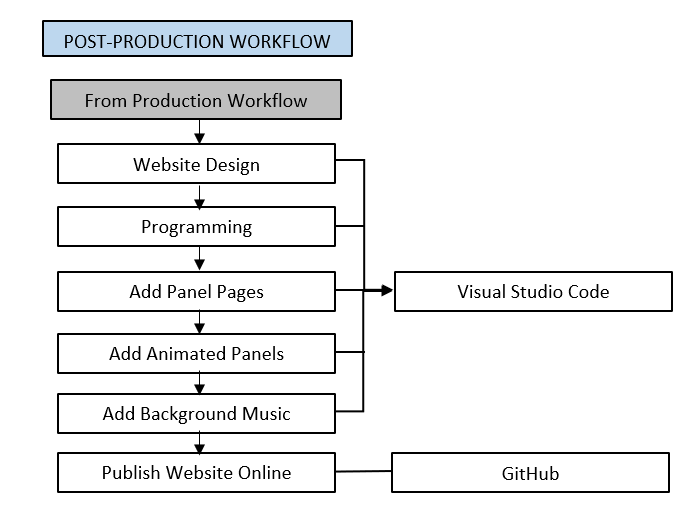 POST-PRODUCTION WORKFLOW
From Production Workflow
Website Design
Programming
Add Panel Pages
Visual Studio Code
Add Animated Panels
Add Background Music
Publish Website Online
GitHub